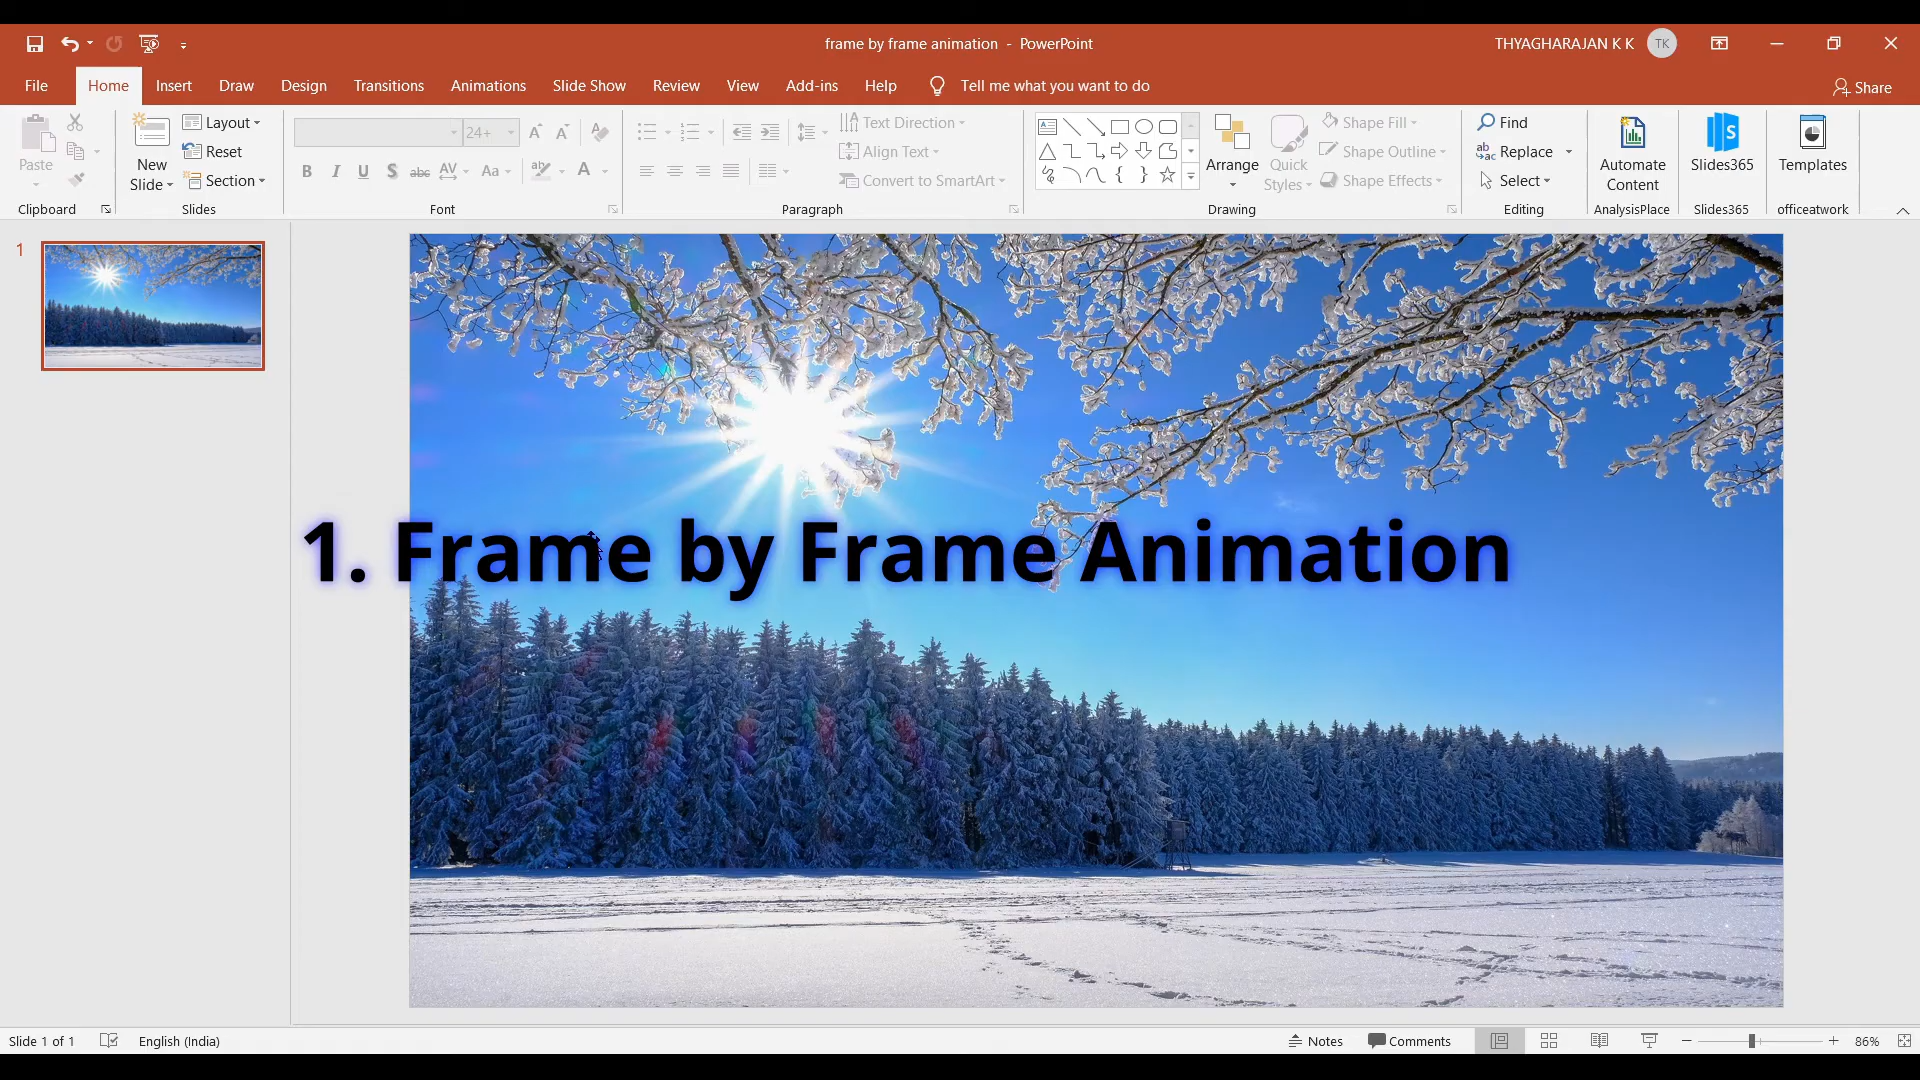 frame by frame animation - PowerPoint
THYAGHARAJAN K K TK
File Home Insert Draw Design Transitions Animations Slide Show Review View Add-ins Help Tell me what you want to do
Share
Paste
New Slide
Layout
Reset
Section
24+
B I U S abc AV Aa A
Text Direction
Align Text
Convert to SmartArt
Arrange
Quick Styles
Shape Fill
Shape Outline
Shape Effects
Find
Replace
Select
Automate Content
Slides365
Templates
Clipboard Slides Font Paragraph Drawing Editing AnalysisPlace Slides365 officeatwork
1
1. Frame by Frame Animation
Slide 1 of 1 English (India) Notes Comments 86%